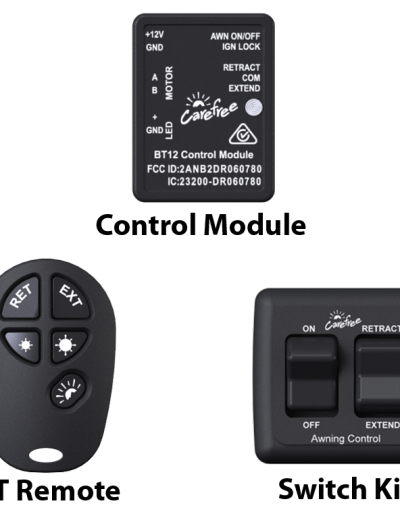 +12V
AWN ON/OFF
GND
IGN LOCK
RETRACT
A
COM
B
EXTEND
MOTOR
+
GND
LED
Carefree
BT12 Control Module
FCC ID:2ANB2DR060780
IC:23200-DR060780
Control Module
RET
EXT
T Remote
Carefree
ON
RETRACT
OFF
EXTEND
Awning Control
Switch Ki